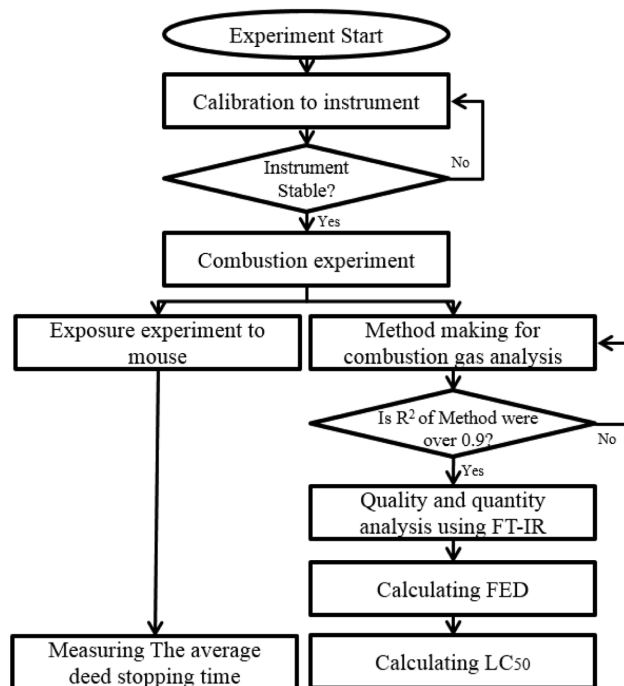 Experiment Start
Calibration to instrument
No
Instrument
Stable?
Yes
Combustion experiment
Exposure experiment to
mouse
Method making for
combustion gas analysis
Is R² of Method were
over 0.9?
No
Yes
Quality and quantity
analysis using FT-IR
Calculating FED
Measuring The average
deed stopping time
Calculating LC50